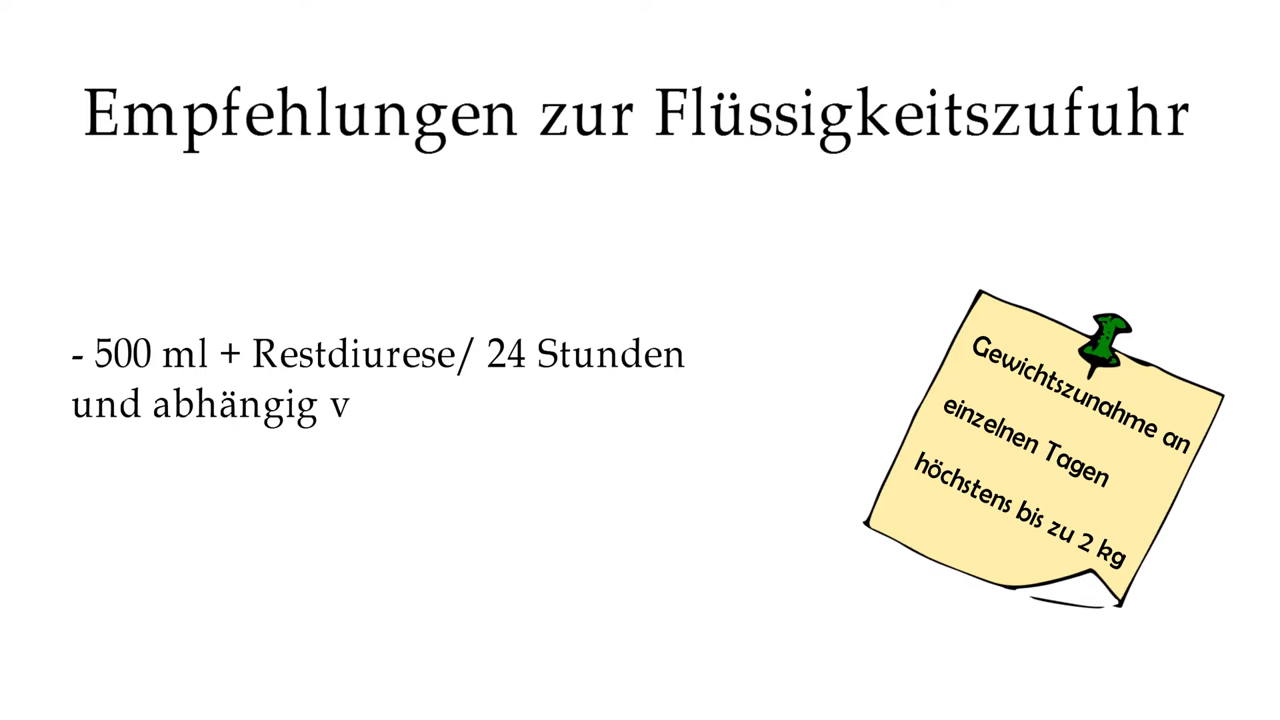 Empfehlungen zur Flüssigkeitszufuhr
- 500 ml + Restdiurese/ 24 Stunden
und abhängig v
Gewichtszunahme an
einzelnen Tagen
höchstens bis zu 2 kg